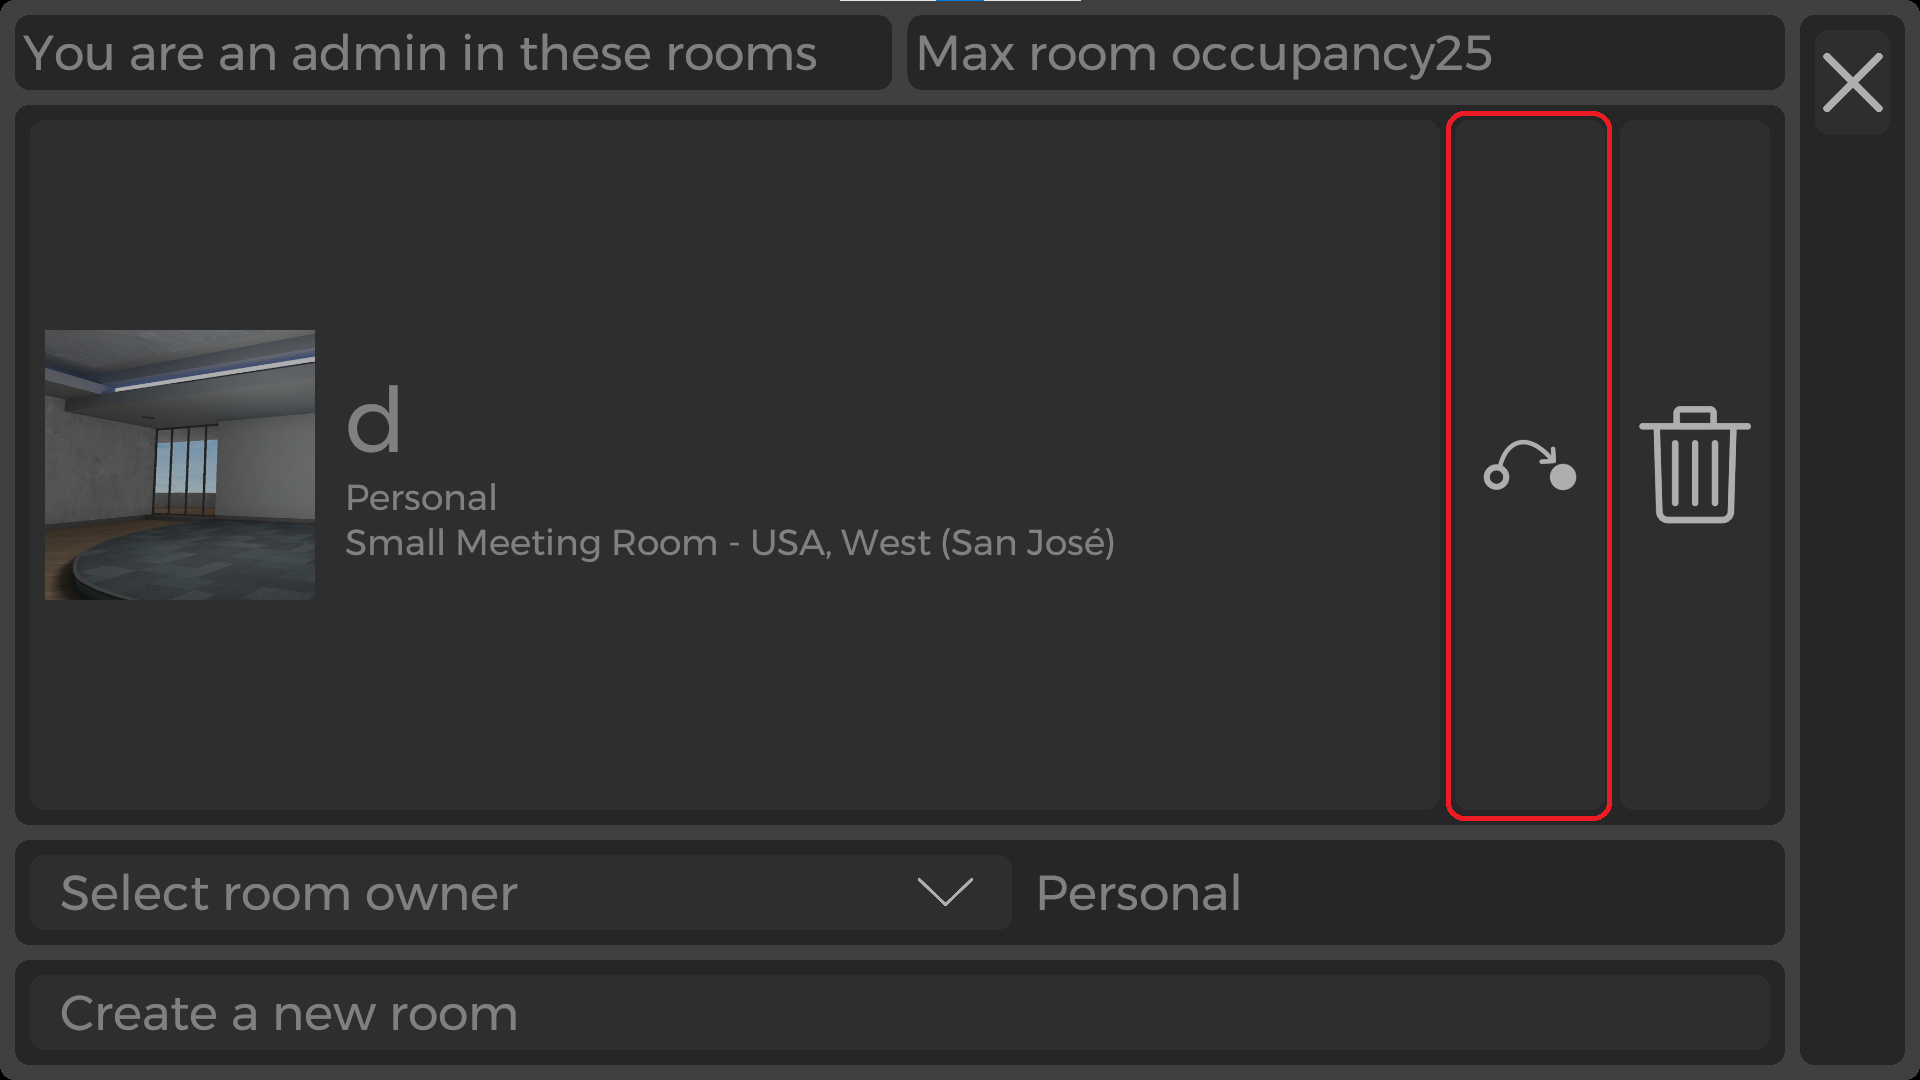 You are an admin in these rooms
Max room occupancy25
d
Personal
Small Meeting Room - USA, West (San José)
Select room owner
Personal
Create a new room